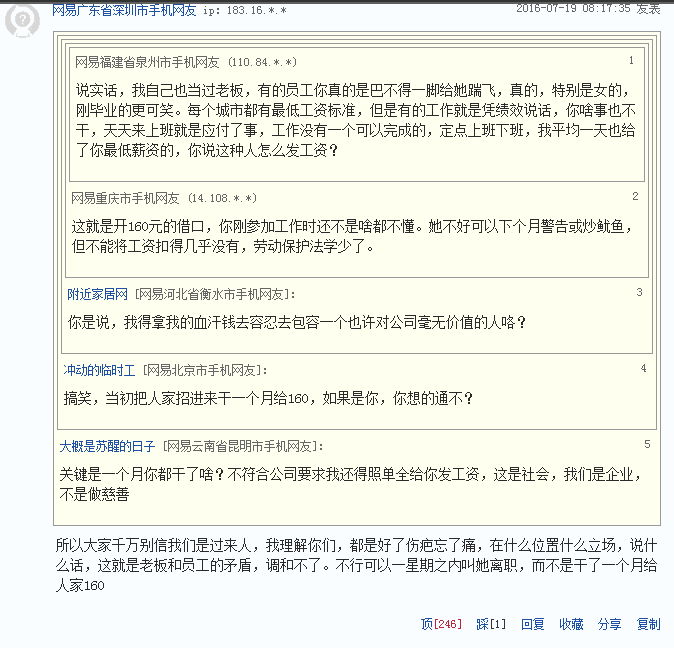 网易广东省深圳市手机网友 ip: 183.16.*.* 2016-07-19 08:17:35 发表
网易福建省泉州市手机网友 (110.84.*.*) 1
说实话，我自己也当过老板，有的员工你真的是巴不得一脚给她踹飞，真的，特别是女的，
刚毕业的更可笑。每个城市都有最低工资标准，但是有的工作就是凭绩效说话，你啥事也不
干，天天来上班就是应付了事，工作没有一个可以完成的，定点上班下班，我平均一天也给
了你最低薪资的，你说这种人怎么发工资？
网易重庆市手机网友 (14.108.*.*) 2
这就是开160元的借口，你刚参加工作时还不是啥都不懂。她不好可以下个月警告或炒鱿鱼，
但不能将工资扣得几乎没有，劳动保护法学少了。
附近家居网 [网易河北省衡水市手机网友]: 3
你是说，我得拿我的血汗钱去容忍去包容一个也许对公司毫无价值的人咯？
冲动的临时工 [网易北京市手机网友]: 4
搞笑，当初把人家招进来干一个月给160，如果是你，你想的通不？
大概是苏醒的日子 [网易云南省昆明市手机网友]: 5
关键是一个月你都干了啥？不符合公司要求我还得照单全给你发工资，这是社会，我们是企业，
不是做慈善
所以大家千万别信我们是过来人，我理解你们，都是好了伤疤忘了痛，在什么位置什么立场，说什
么话，这就是老板和员工的矛盾，调和不了。不行可以一星期之内叫她离职，而不是干了一个月给
人家160
顶[246] 踩[1] 回复 收藏 分享 复制